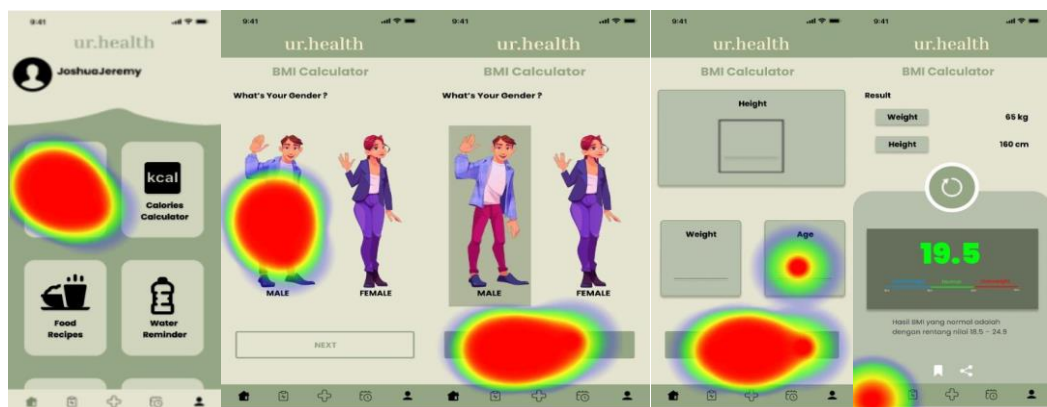 9:41
ur.health
JoshuaJeremy
kcal
Calories
Calculator
Food
Recipes
Water
Reminder
9:41
ur.health
BMI Calculator
What's Your Gender ?
MALE
FEMALE
NEXT
9:41
ur.health
BMI Calculator
What's Your Gender ?
MALE
FEMALE
9:41
ur.health
BMI Calculator
Height
Weight
Age
9:41
ur.health
BMI Calculator
Result
Weight
65 kg
Height
160 cm
19.5
Hasil BMI yang normal adalah
dengan rentang nilai 18.5 - 24.9